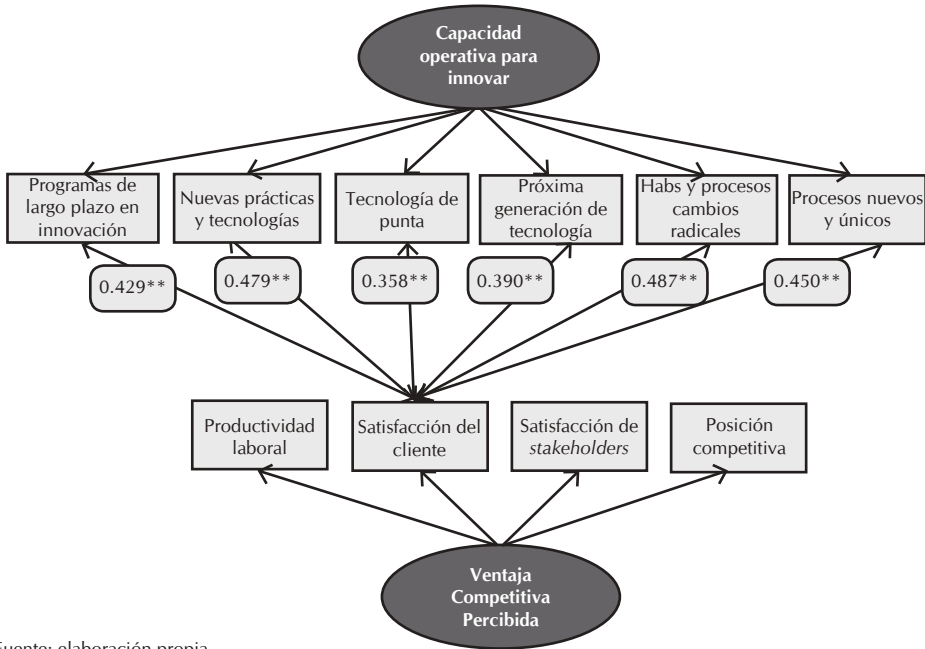 Capacidad
operativa para
innovar
Programas de
largo plazo en
innovación
Nuevas prácticas
y tecnologías
Tecnología de
punta
Próxima
generación de
tecnología
Habs y procesos
cambios
radicales
Procesos nuevos
y únicos
0.429**
0.479**
0.358**
0.390**
0.487**
0.450**
Productividad
laboral
Satisfacción del
cliente
Satisfacción de
stakeholders
Posición
competitiva
Ventaja
Competitiva
Percibida
Fuente: elaboración propia